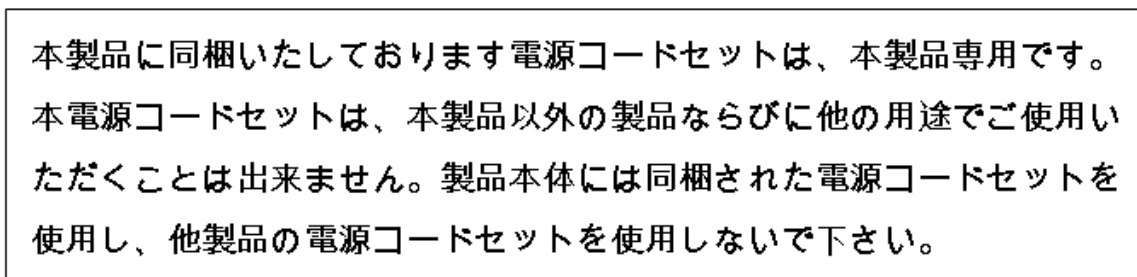 本製品に同梱いたしております電源コードセットは、本製品専用です。
本電源コードセットは、本製品以外の製品ならびに他の用途でご使用い
ただくことは出来ません。製品本体には同梱された電源コードセットを
使用し、他製品の電源コードセットを使用しないで下さい。